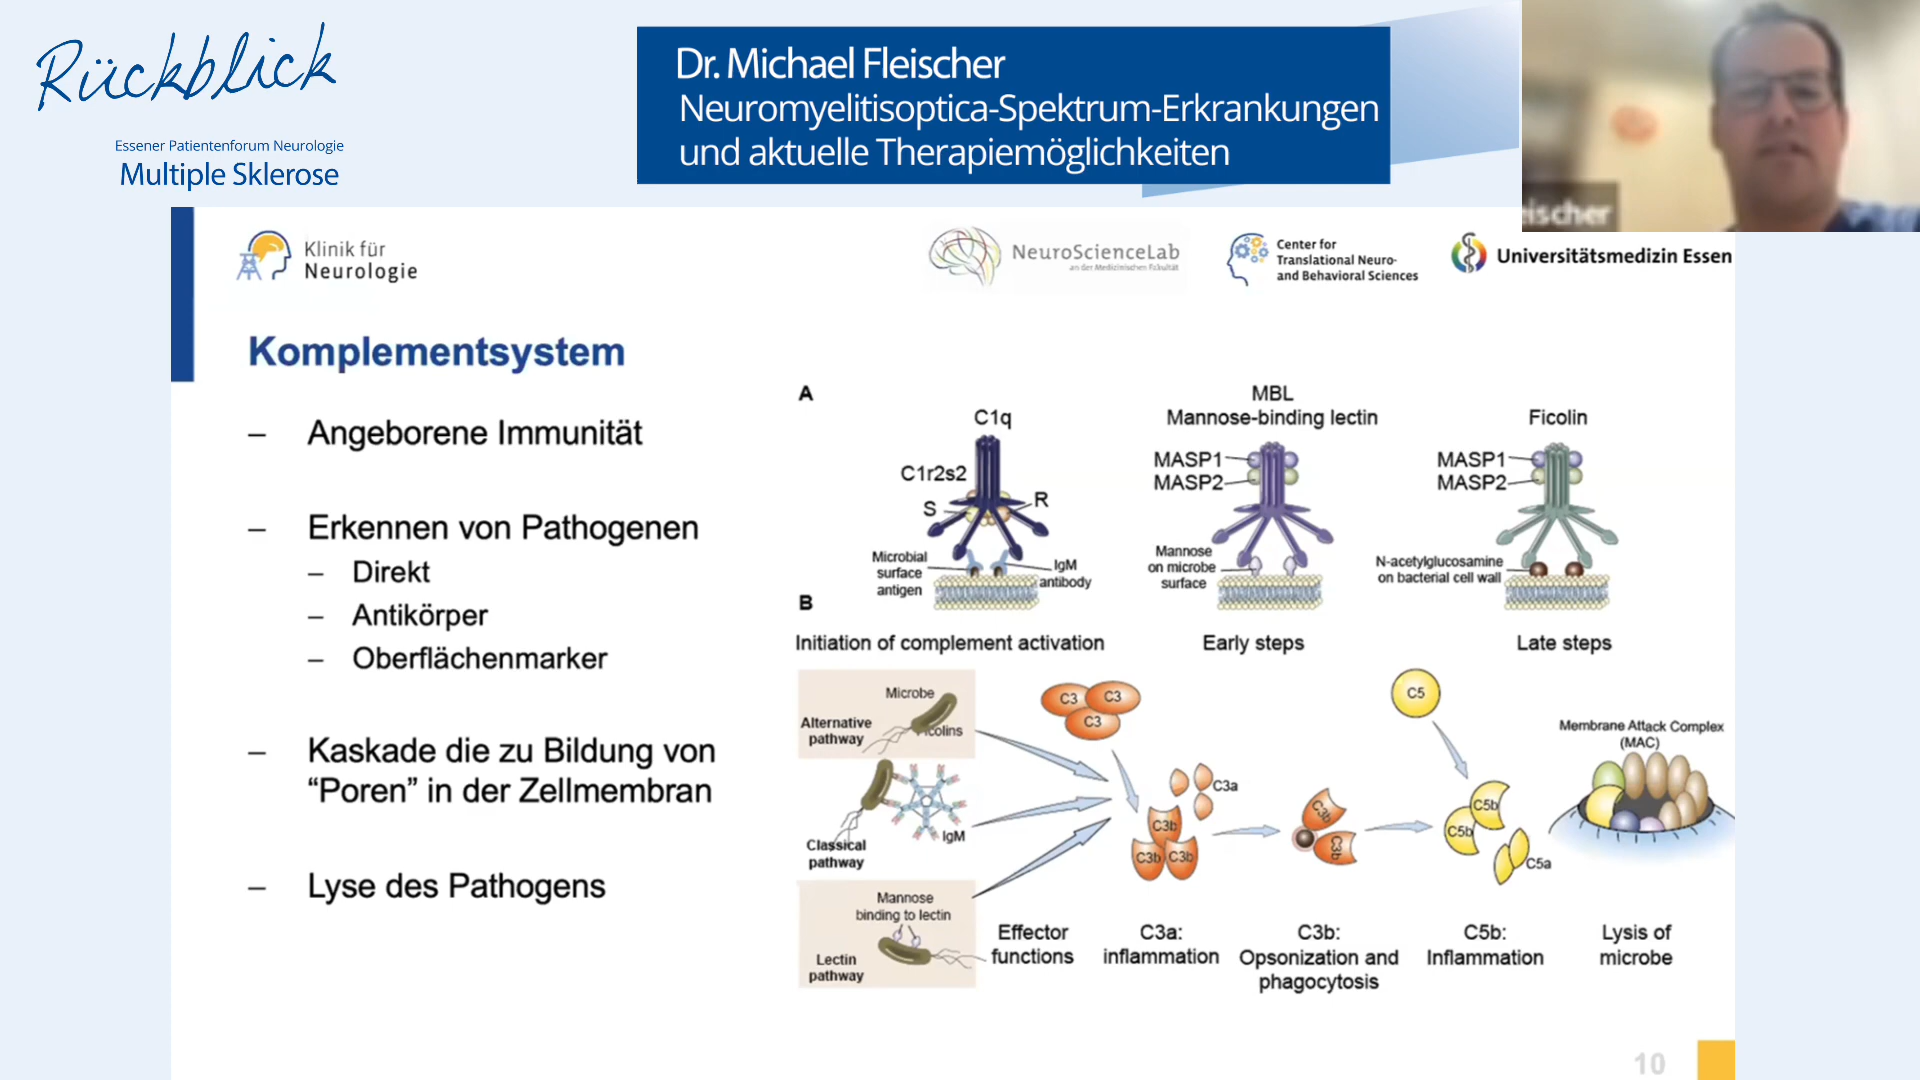 Rückblick
Essener Patientenforum Neurologie
Multiple Sklerose
Dr. Michael Fleischer
Neuromyelitisoptica-Spektrum-Erkrankungen
und aktuelle Therapiemöglichkeiten
eischer
Klinik für
Neurologie
NeuroScienceLab
an der Medizinischen Fakultät
Center for
Translational Neuro-
and Behavioral Sciences
Universitätsmedizin Essen
Komplementsystem
– Angeborene Immunität
– Erkennen von Pathogenen
– Direkt
– Antikörper
– Oberflächenmarker
– Kaskade die zu Bildung von
“Poren” in der Zellmembran
– Lyse des Pathogens
A
C1q
C1r2s2
S
R
Microbial
surface
antigen
IgM
antibody
MBL
Mannose-binding lectin
MASP1
MASP2
Mannose
on microbe
surface
Ficolin
MASP1
MASP2
N-acetylglucosamine
on bacterial cell wall
B
Initiation of complement activation
Early steps
Late steps
Microbe
Alternative
pathway
icolins
Classical
pathway
IgM
Mannose
binding to lectin
Lectin
pathway
C3
C3
C3
C3a
C3b
C3b
C3b
C3b
C3b
C5
C5b
C5b
C5a
Membrane Attack Complex
(MAC)
Effector
functions
C3a:
inflammation
C3b:
Opsonization and
phagocytosis
C5b:
Inflammation
Lysis of
microbe
10